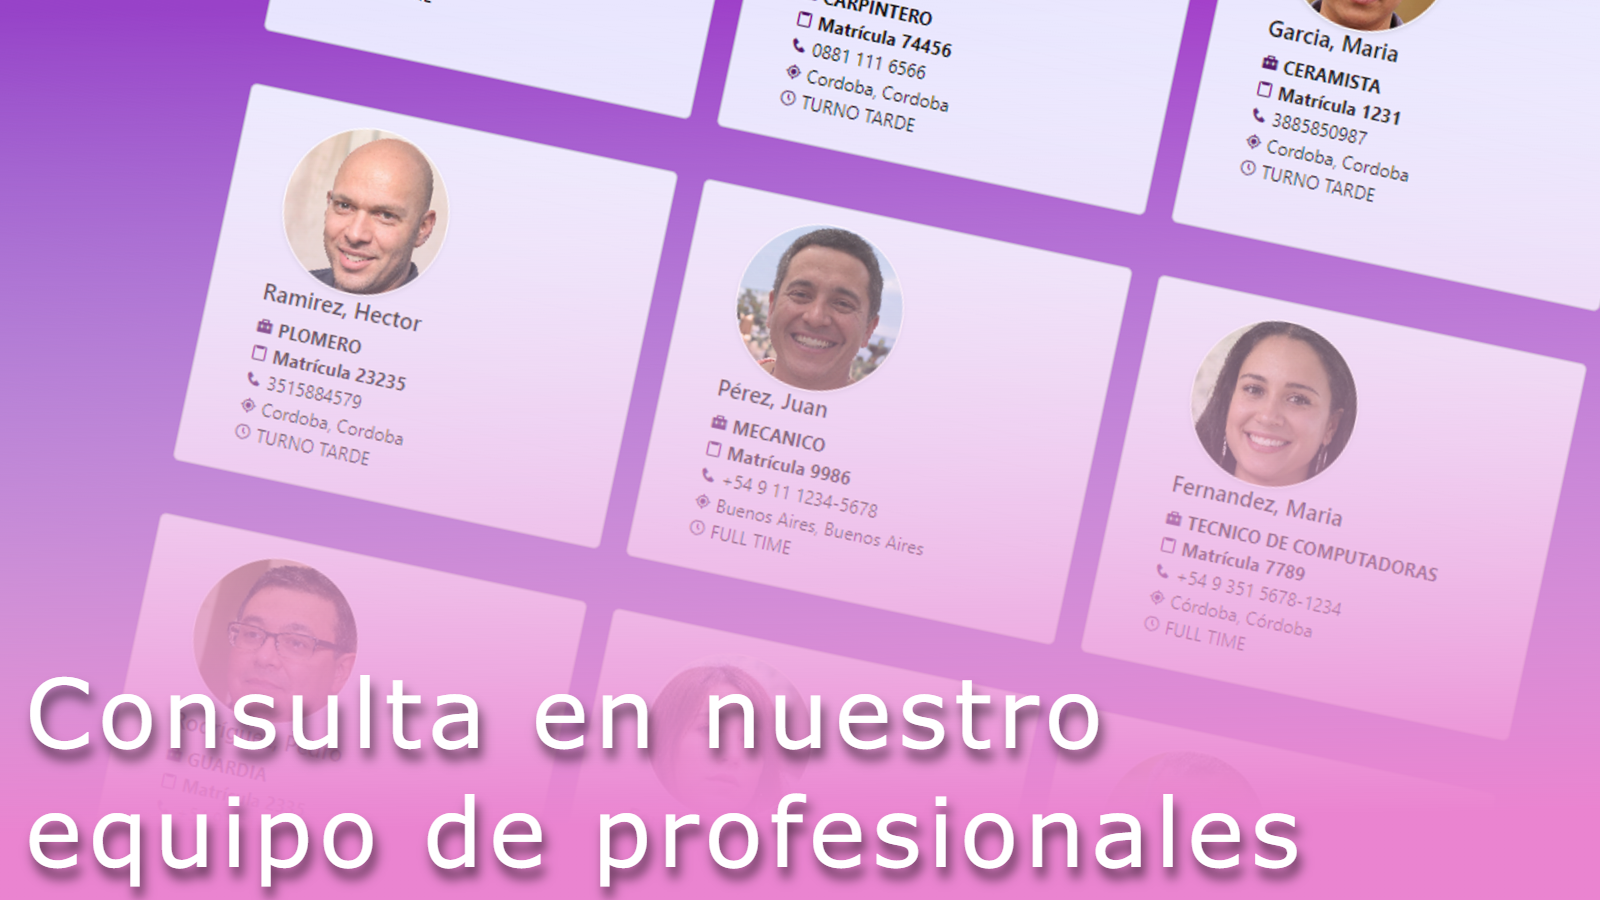 CARPINTERO
Matrícula 74456
0881 111 6566
Cordoba, Cordoba
TURNO TARDE
Garcia, Maria
CERAMISTA
Matrícula 1231
3885850987
Cordoba, Cordoba
TURNO TARDE
Ramirez, Hector
PLOMERO
Matrícula 23235
3515884579
Cordoba, Cordoba
TURNO TARDE
Pérez, Juan
MECANICO
Matrícula 9986
+54 9 11 1234-5678
Buenos Aires, Buenos Aires
FULL TIME
Fernandez, Maria
TECNICO DE COMPUTADORAS
Matrícula 7789
+54 9 351 5678-1234
Córdoba, Córdoba
FULL TIME
GUARDIA
Consulta en nuestro
equipo de profesionales